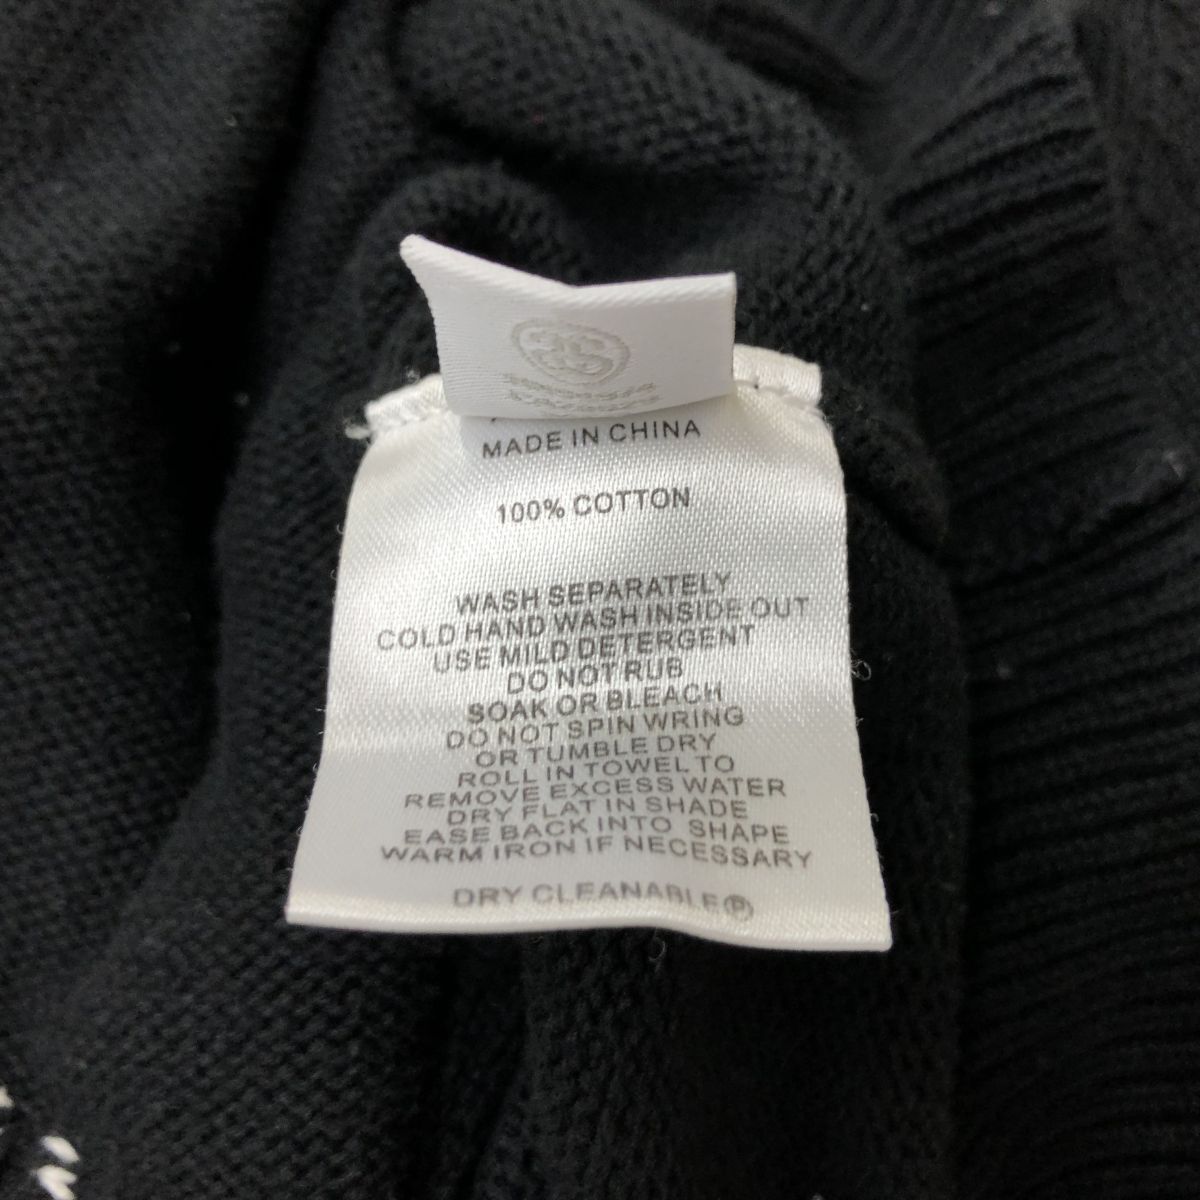 MADE IN CHINA
100% COTTON
WASH SEPARATELY
COLD HAND WASH INSIDE OUT
USE MILD DETERGENT
DO NOT RUB
SOAK OR BLEACH
DO NOT SPIN WRING
OR TUMBLE DRY
ROLL IN TOWEL TO
REMOVE EXCESS WATER
DRY FLAT IN SHADE
EASE BACK INTO SHAPE
WARM IRON IF NECESSARY
DRY CLEANABLE Ⓟ